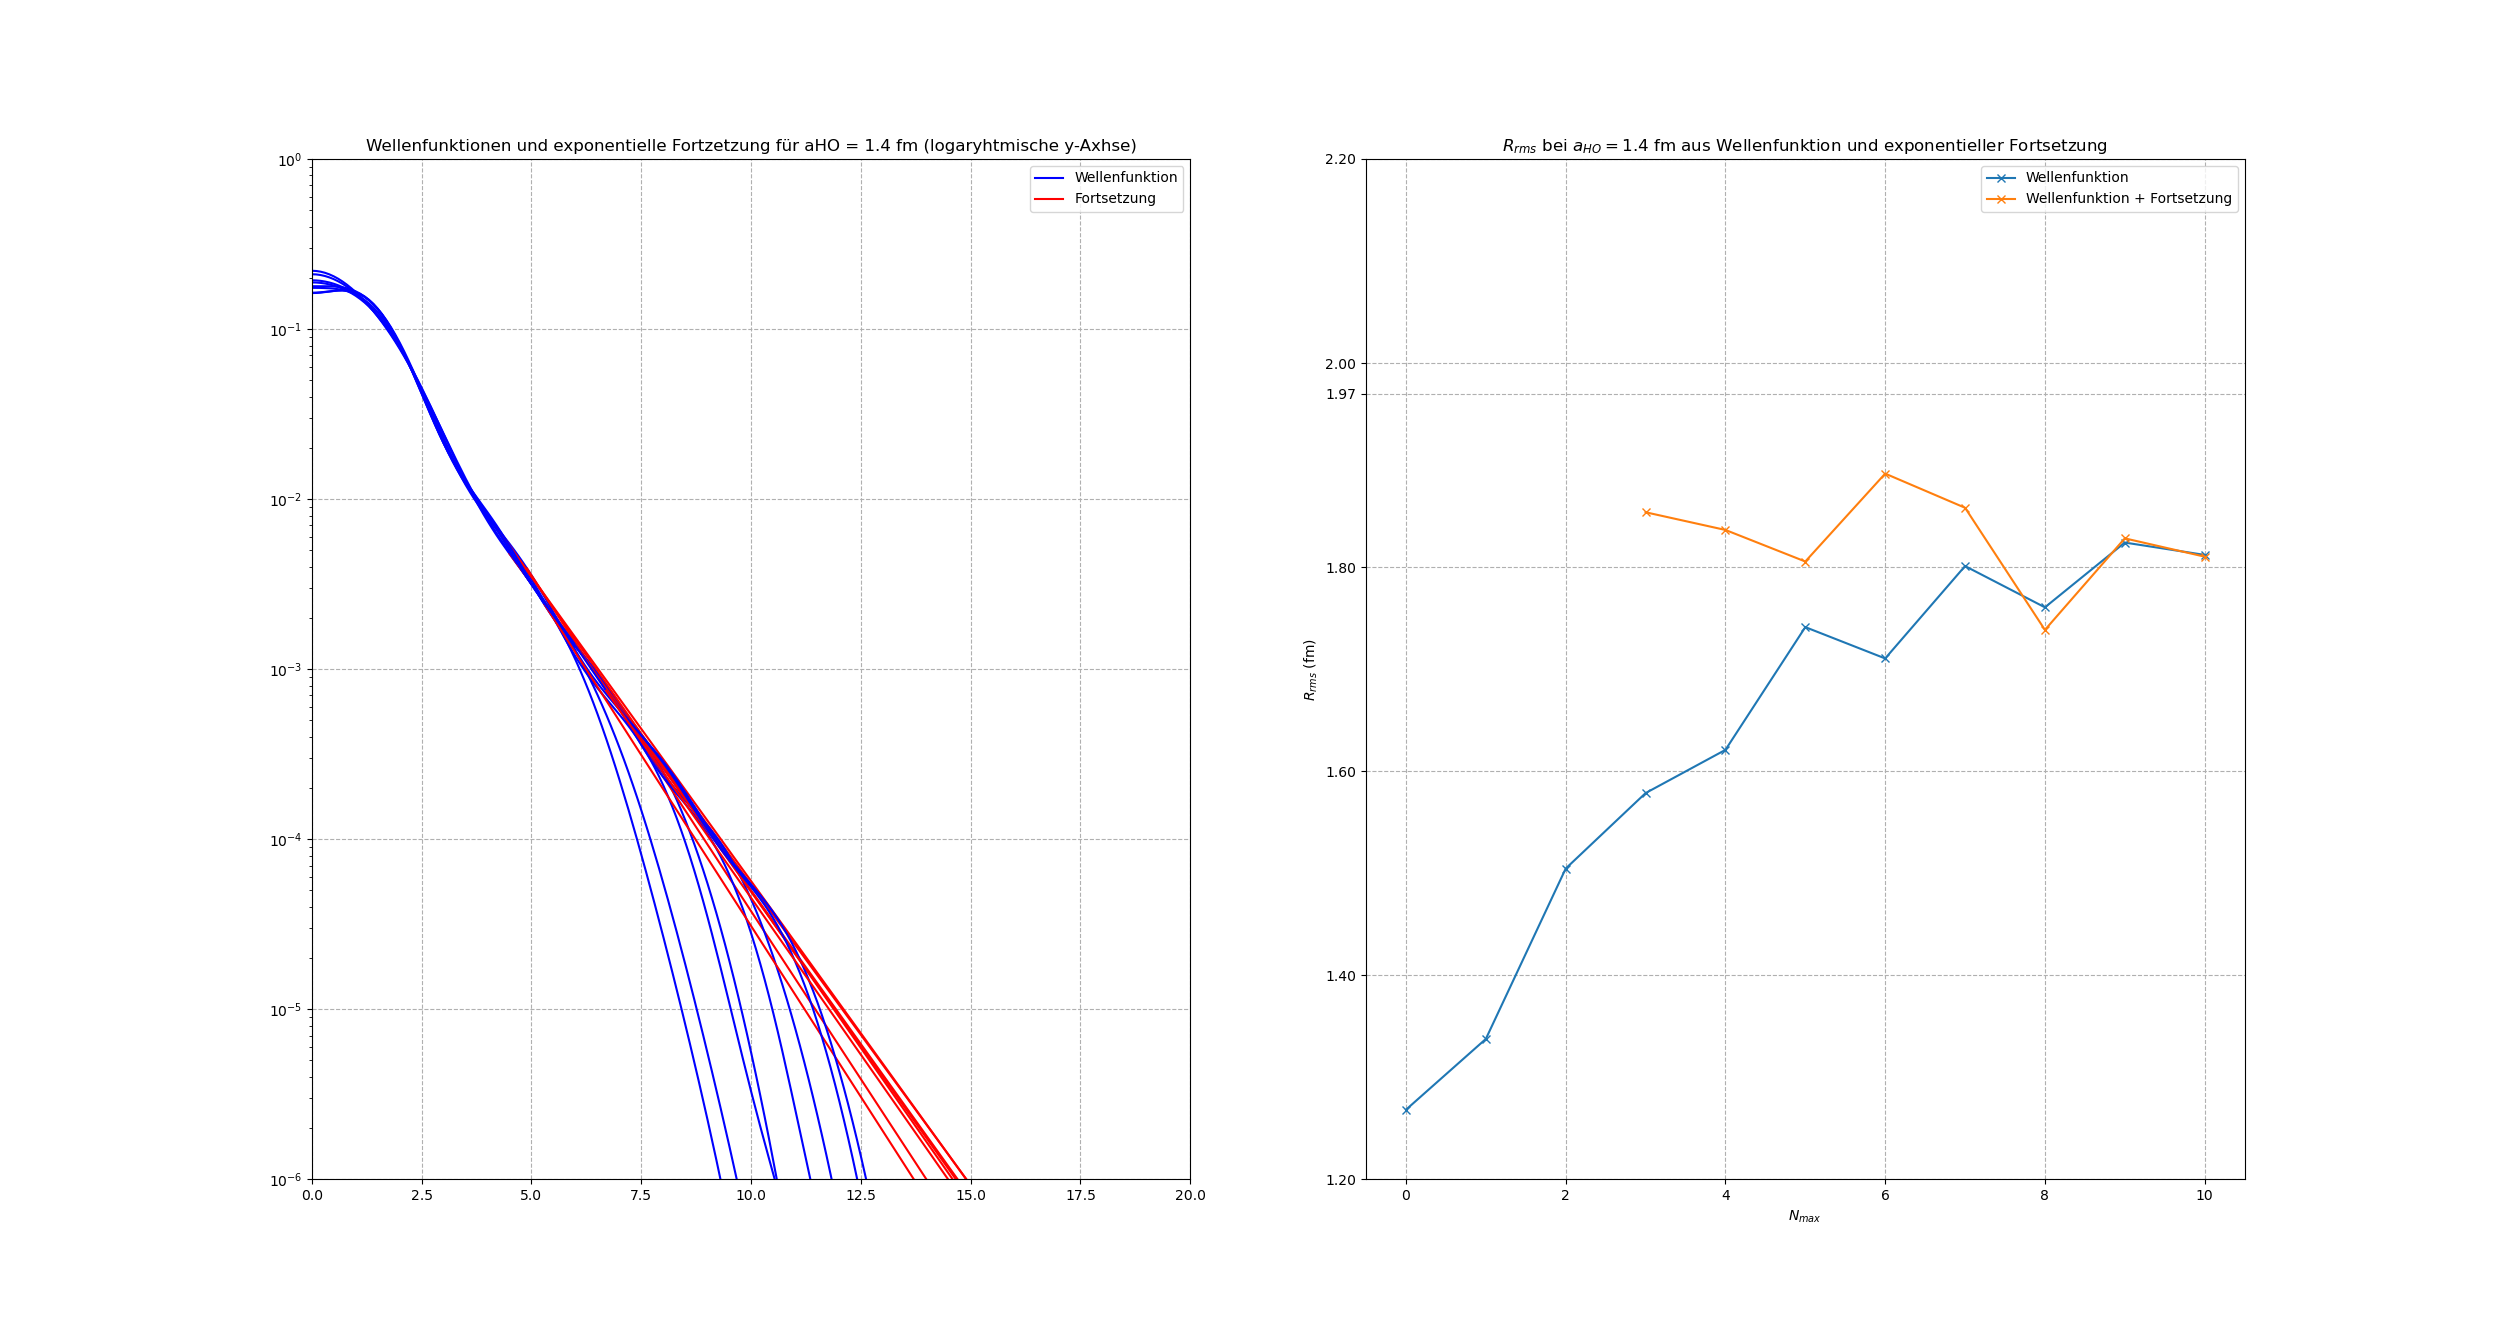 Wellenfunktionen und exponentielle Fortzetzung für aHO = 1.4 fm (logaryhtmische y-Axhse)
10⁰
10⁻¹
10⁻²
10⁻³
10⁻⁴
10⁻⁵
10⁻⁶
0.0 2.5 5.0 7.5 10.0 12.5 15.0 17.5 20.0
Wellenfunktion
Fortsetzung
R_rms bei a_HO = 1.4 fm aus Wellenfunktion und exponentieller Fortsetzung
2.20
2.00
1.97
1.80
1.60
1.40
1.20
R_rms (fm)
0 2 4 6 8 10
N_max
Wellenfunktion
Wellenfunktion + Fortsetzung